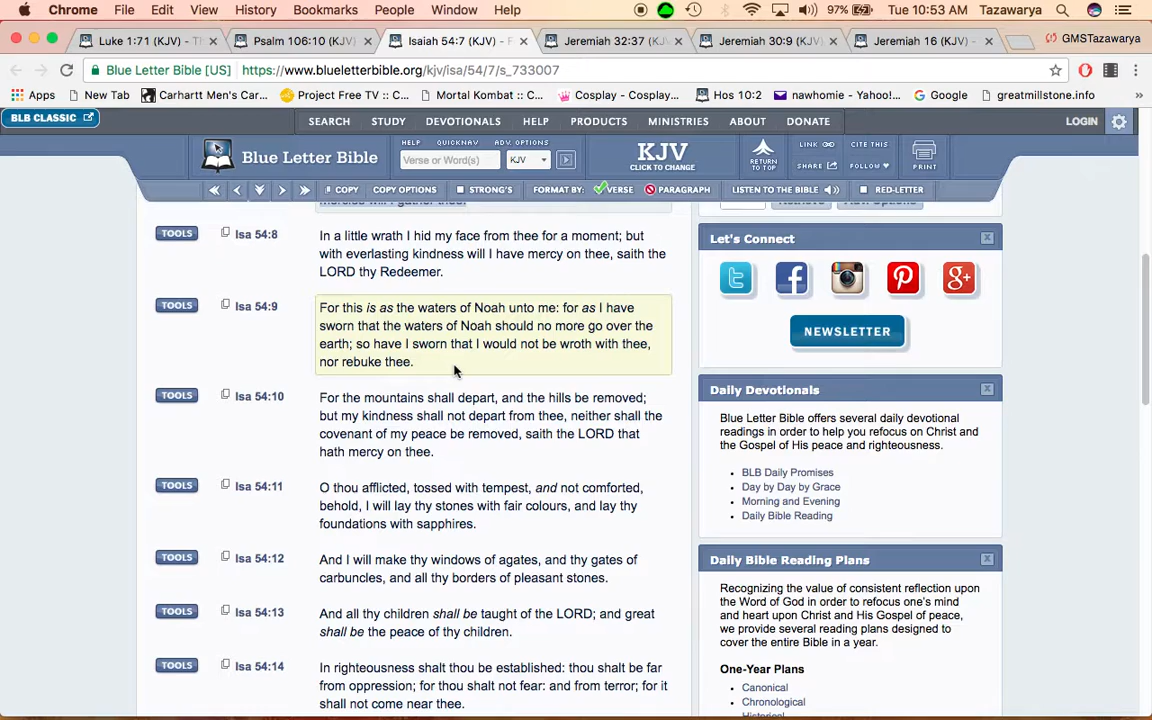 Chrome File Edit View History Bookmarks People Window Help 97% Tue 10:53 AM Tazawarya
Luke 1:71 (KJV) - Th Psalm 106:10 (KJV) Isaiah 54:7 (KJV) - F Jeremiah 32:37 (KJV Jeremiah 30:9 (KJV) Jeremiah 16 (KJV) - GMSTazawarya
Blue Letter Bible [US] https://www.blueletterbible.org/kjv/isa/54/7/s_733007
Apps New Tab Carhartt Men's Car... Project Free TV :: C... Mortal Kombat :: C... Cosplay - Cosplay... Hos 10:2 nawhomie - Yahoo!... Google greatmillstone.info »
BLB CLASSIC SEARCH STUDY DEVOTIONALS HELP PRODUCTS MINISTRIES ABOUT DONATE LOGIN
HELP QUICKNAV ADV. OPTIONS
Blue Letter Bible Verse or Word(s) KJV
KJV
CLICK TO CHANGE
RETURN
TO TOP
LINK CITE THIS
SHARE FOLLOW PRINT
COPY COPY OPTIONS STRONG'S FORMAT BY: VERSE PARAGRAPH LISTEN TO THE BIBLE RED-LETTER
mercies will I gather thee.
TOOLS Isa 54:8 In a little wrath I hid my face from thee for a moment; but
with everlasting kindness will I have mercy on thee, saith the
LORD thy Redeemer.
TOOLS Isa 54:9 For this is as the waters of Noah unto me: for as I have
sworn that the waters of Noah should no more go over the
earth; so have I sworn that I would not be wroth with thee,
nor rebuke thee.
TOOLS Isa 54:10 For the mountains shall depart, and the hills be removed;
but my kindness shall not depart from thee, neither shall the
covenant of my peace be removed, saith the LORD that
hath mercy on thee.
TOOLS Isa 54:11 O thou afflicted, tossed with tempest, and not comforted,
behold, I will lay thy stones with fair colours, and lay thy
foundations with sapphires.
TOOLS Isa 54:12 And I will make thy windows of agates, and thy gates of
carbuncles, and all thy borders of pleasant stones.
TOOLS Isa 54:13 And all thy children shall be taught of the LORD; and great
shall be the peace of thy children.
TOOLS Isa 54:14 In righteousness shalt thou be established: thou shalt be far
from oppression; for thou shalt not fear: and from terror; for it
shall not come near thee.
Let's Connect
NEWSLETTER
Daily Devotionals
Blue Letter Bible offers several daily devotional
readings in order to help you refocus on Christ and
the Gospel of His peace and righteousness.
BLB Daily Promises
Day by Day by Grace
Morning and Evening
Daily Bible Reading
Daily Bible Reading Plans
Recognizing the value of consistent reflection upon
the Word of God in order to refocus one's mind
and heart upon Christ and His Gospel of peace,
we provide several reading plans designed to
cover the entire Bible in a year.
One-Year Plans
Canonical
Chronological